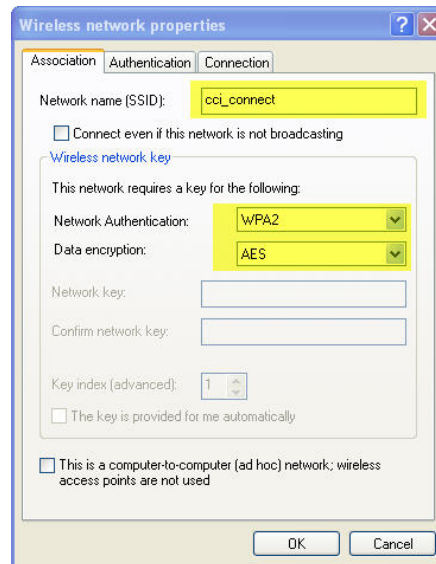 Wireless network properties
Association Authentication Connection
Network name (SSID): cci_connect
Connect even if this network is not broadcasting
Wireless network key
This network requires a key for the following:
Network Authentication: WPA2
Data encryption: AES
Network key:
Confirm network key:
Key index (advanced): 1
The key is provided for me automatically
This is a computer-to-computer (ad hoc) network; wireless
access points are not used
OK Cancel